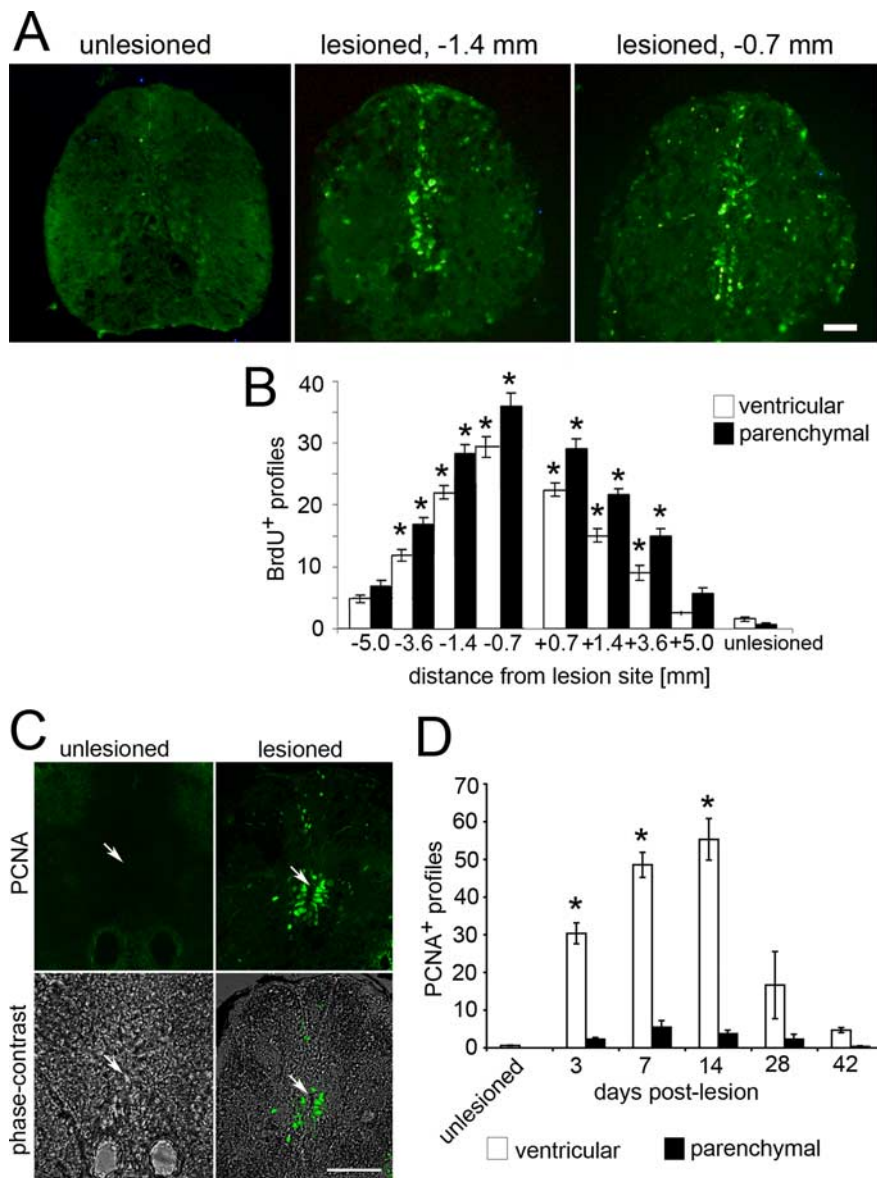 A
unlesioned
lesioned, -1.4 mm
lesioned, -0.7 mm
B
BrdU+ profiles
40
30
20
10
0
* * * * * * * * * * * *
ventricular
parenchymal
-5.0 -3.6 -1.4 -0.7 +0.7 +1.4 +3.6 +5.0 unlesioned
distance from lesion site [mm]
C
unlesioned
lesioned
PCNA
phase-contrast
D
PCNA+ profiles
70
60
50
40
30
20
10
0
* * *
unlesioned 3 7 14 28 42
days post-lesion
ventricular
parenchymal